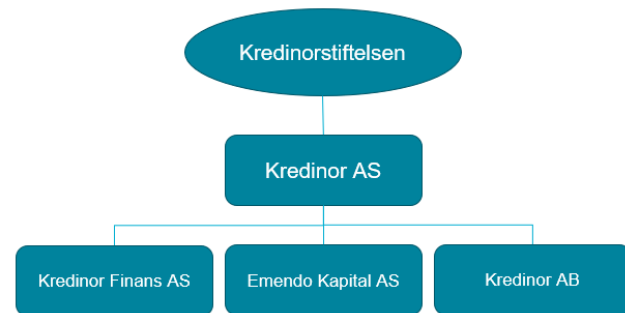 Kredinorstiftelsen
Kredinor AS
Kredinor Finans AS
Emendo Kapital AS
Kredinor AB